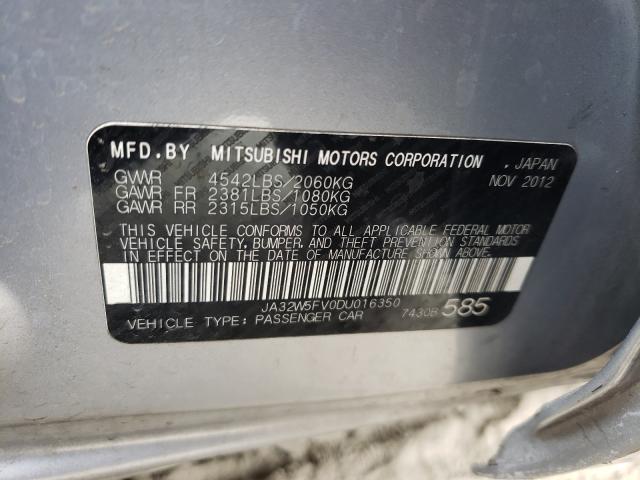 MFD.BY MITSUBISHI MOTORS CORPORATION . JAPAN
GVWR 4542LBS/2060KG NOV 2012
GAWR FR 2381LBS/1080KG
GAWR RR 2315LBS/1050KG
THIS VEHICLE CONFORMS TO ALL APPLICABLE FEDERAL MOTOR
VEHICLE SAFETY, BUMPER, AND THEFT PREVENTION STANDARDS
IN EFFECT ON THE DATE OF MANUFACTURE SHOWN ABOVE.
JA32W5FV0DU016350
VEHICLE TYPE: PASSENGER CAR 7430B 585